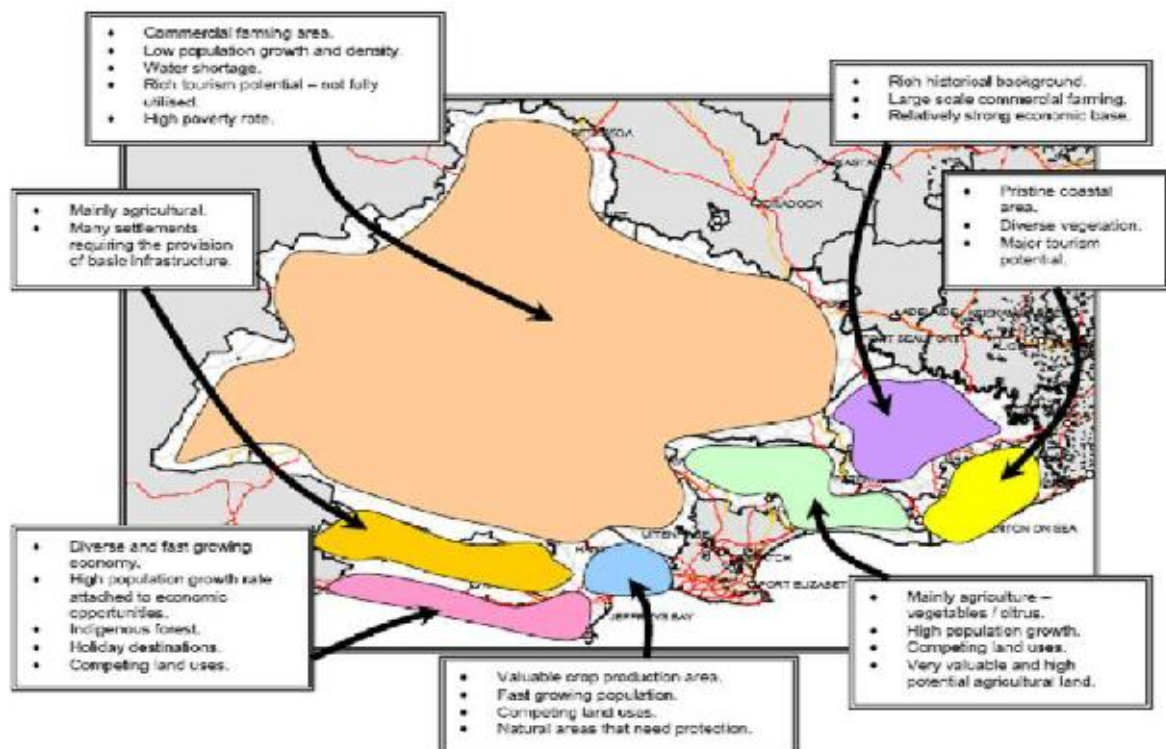 Commercial farming area.
Low population growth and density.
Water shortage.
Rich tourism potential – not fully
utilised.
High poverty rate.
Rich historical background.
Large scale commercial farming.
Relatively strong economic base.
Mainly agricultural.
Many settlements
requiring the provision
of basic infrastructure.
Pristine coastal
area.
Diverse vegetation.
Major tourism
potential.
ADELAIDE
BEAUFORT
Diverse and fast growing
economy.
High population growth rate
attached to economic
opportunities.
Indigenous forest.
Holiday destinations.
Competing land uses.
ON SEA
JEFFREYS BAY
Valuable crop production area.
Fast growing population.
Competing land uses.
Natural areas that need protection.
Mainly agriculture –
vegetables / citrus.
High population growth.
Competing land uses.
Very valuable and high
potential agricultural land.